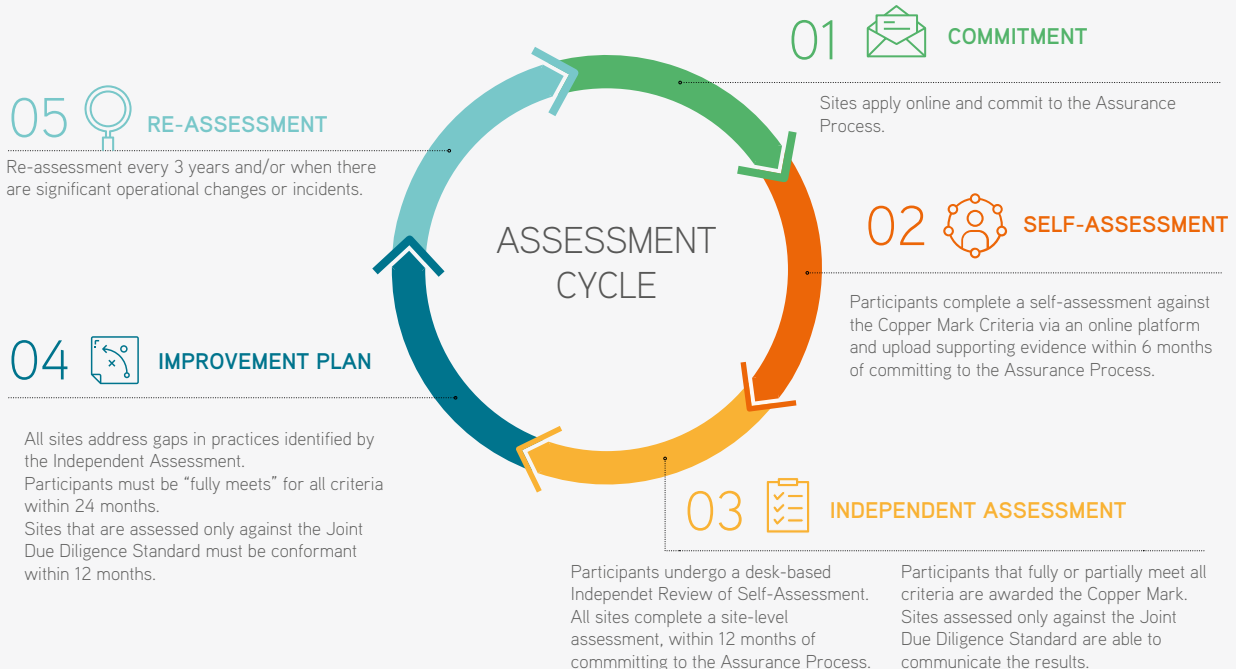 ASSESSMENT
CYCLE
01 COMMITMENT
Sites apply online and commit to the Assurance
Process.
02 SELF-ASSESSMENT
Participants complete a self-assessment against
the Copper Mark Criteria via an online platform
and upload supporting evidence within 6 months
of committing to the Assurance Process.
03 INDEPENDENT ASSESSMENT
Participants undergo a desk-based
Independet Review of Self-Assessment.
All sites complete a site-level
assessment, within 12 months of
commmitting to the Assurance Process.
Participants that fully or partially meet all
criteria are awarded the Copper Mark.
Sites assessed only against the Joint
Due Diligence Standard are able to
communicate the results.
04 IMPROVEMENT PLAN
All sites address gaps in practices identified by
the Independent Assessment.
Participants must be “fully meets” for all criteria
within 24 months.
Sites that are assessed only against the Joint
Due Diligence Standard must be conformant
within 12 months.
05 RE-ASSESSMENT
Re-assessment every 3 years and/or when there
are significant operational changes or incidents.